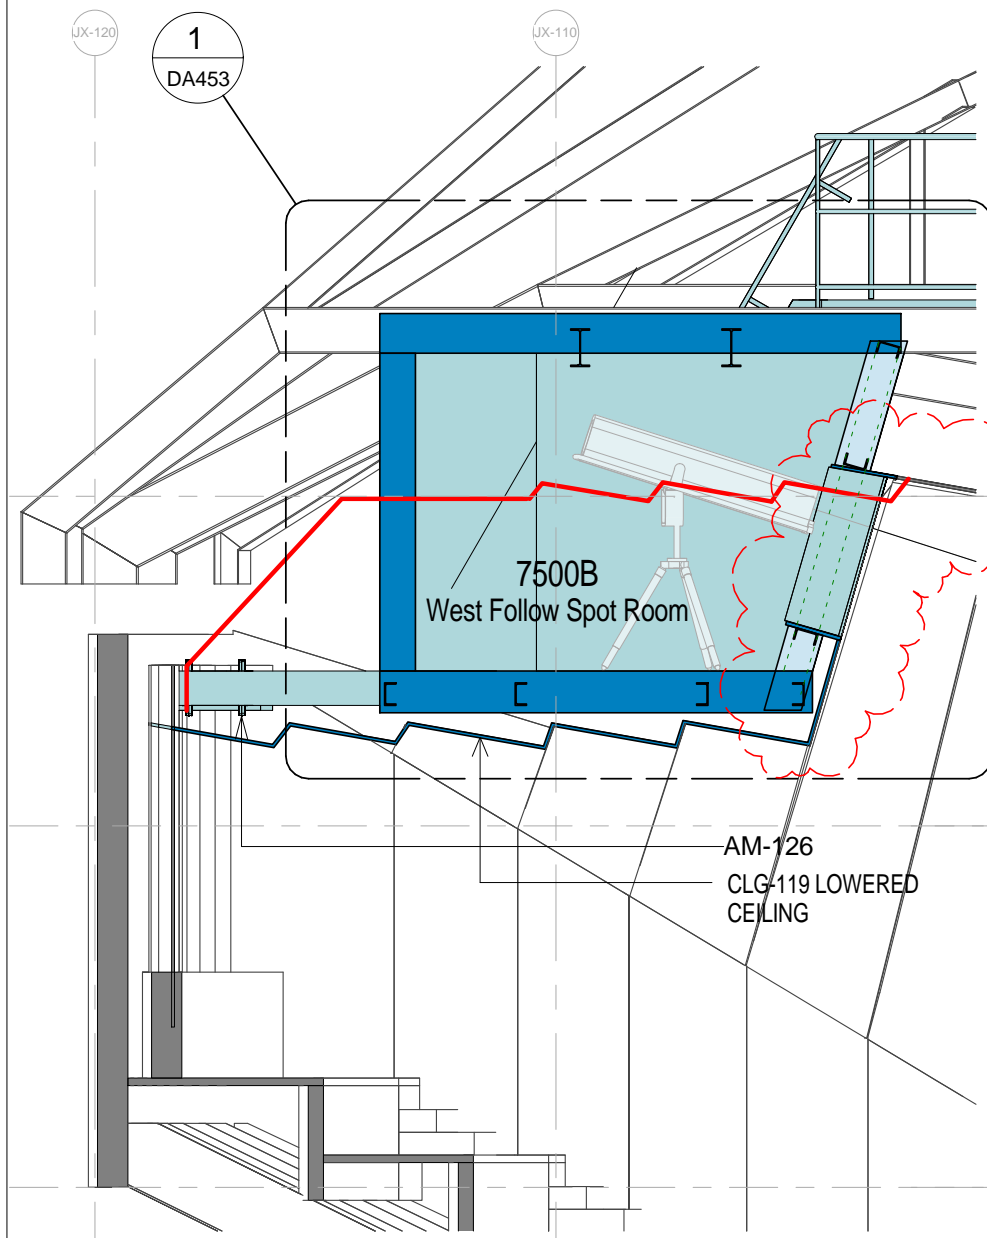 JX-120
1
DA453
JX-110
7500B
West Follow Spot Room
AM-126
CLG-119 LOWERED
CEILING